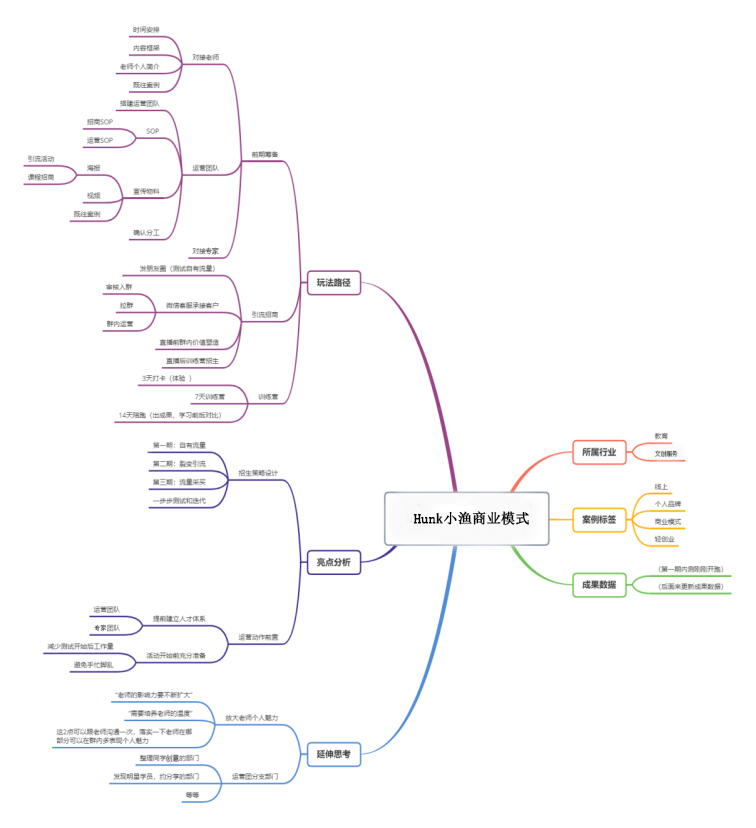 Hunk小渔商业模式
所属行业
教育
文创服务
案例标签
线上
个人品牌
商业模式
轻创业
成果数据
（第一期内测刚刚开跑）
（后面来更新成果数据）
玩法路径
前期筹备
对接老师
时间安排
内容框架
老师个人简介
既往案例
运营团队
搭建运营团队
SOP
招商SOP
运营SOP
宣传物料
海报
引流活动
课程招商
视频
既往案例
确认分工
对接专家
引流招商
发朋友圈（测试自有流量）
微信客服承接客户
审核入群
拉群
群内运营
直播前群内价值塑造
直播后训练营招生
训练营
3天打卡（体验 ）
7天训练营
14天陪跑（出成果，学习前后对比）
亮点分析
招生策略设计
第一期：自有流量
第二期：裂变引流
第三期：流量采买
一步步测试和迭代
运营动作前置
提前建立人才体系
运营团队
专家团队
活动开始前充分准备
减少测试开始后工作量
避免手忙脚乱
延伸思考
放大老师个人魅力
“老师的影响力要不断扩大”
“需要培养老师的温度”
这2点可以跟老师沟通一次，落实一下老师在哪
部分可以在群内多表现个人魅力
运营团分支部门
整理同学创意的部门
发现明星学员，约分享的部门
等等